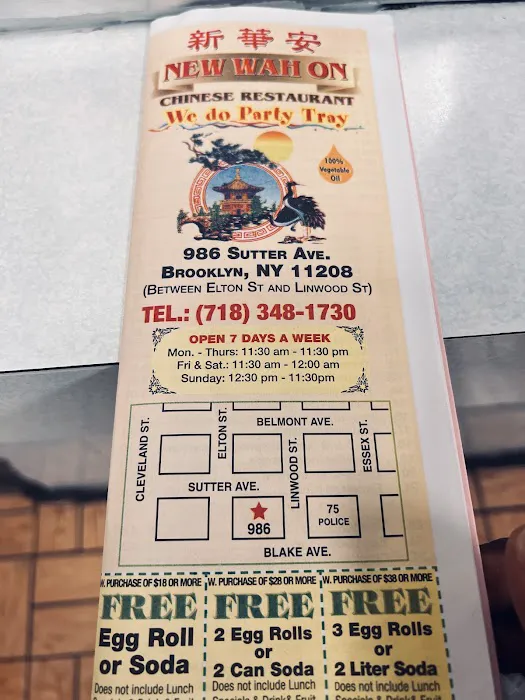 新華安
NEW WAH ON
CHINESE RESTAURANT
We do Party Tray
100%
Vegetable
Oil
986 SUTTER AVE.
BROOKLYN, NY 11208
(BETWEEN ELTON ST AND LINWOOD ST)
TEL.: (718) 348-1730
OPEN 7 DAYS A WEEK
Mon. - Thurs: 11:30 am - 11:30 pm
Fri & Sat.: 11:30 am - 12:00 am
Sunday: 12:30 pm - 11:30pm
CLEVELAND ST.
ELTON ST.
BELMONT AVE.
LINWOOD ST.
ESSEX ST.
SUTTER AVE.
986
75
POLICE
BLAKE AVE.
W. PURCHASE OF $18 OR MORE
FREE
Egg Roll
or Soda
Does not include Lunch
W. PURCHASE OF $28 OR MORE
FREE
2 Egg Rolls
or
2 Can Soda
Does not include Lunch
W. PURCHASE OF $38 OR MORE
FREE
3 Egg Rolls
or
2 Liter Soda
Does not include Lunch